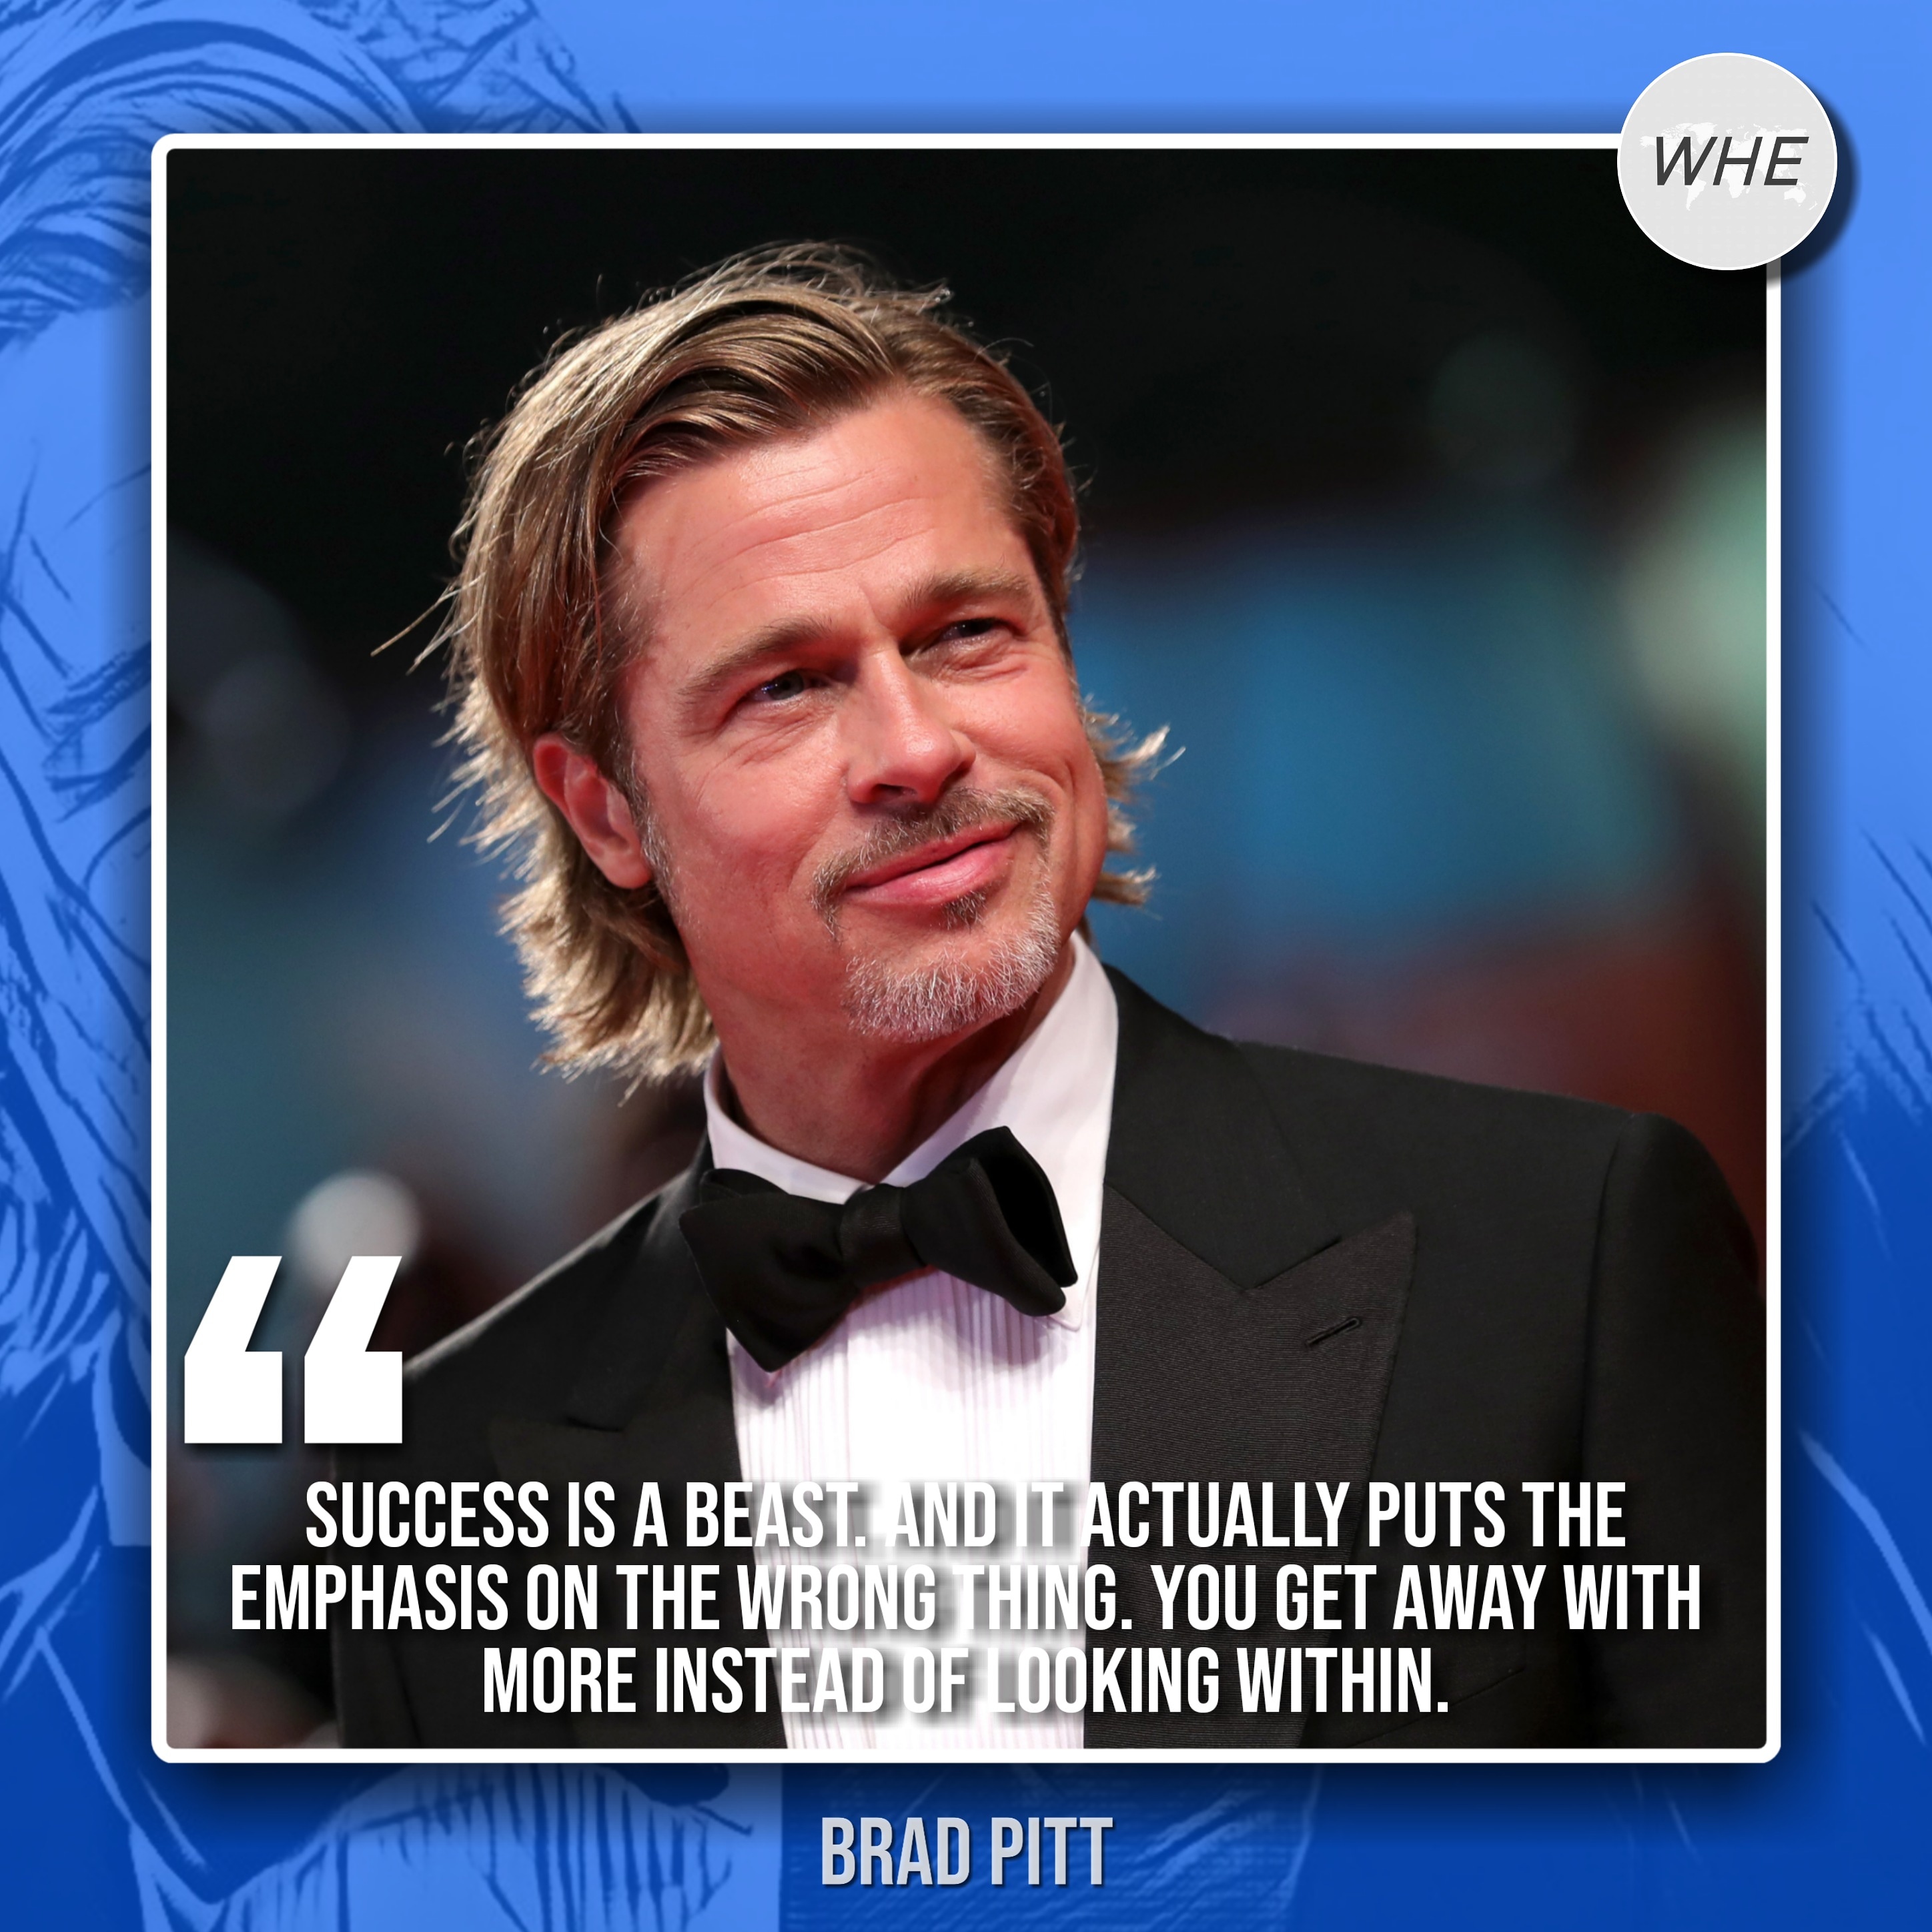 WHE
“
SUCCESS IS A BEAST. AND IT ACTUALLY PUTS THE
EMPHASIS ON THE WRONG THING. YOU GET AWAY WITH
MORE INSTEAD OF LOOKING WITHIN.
BRAD PITT